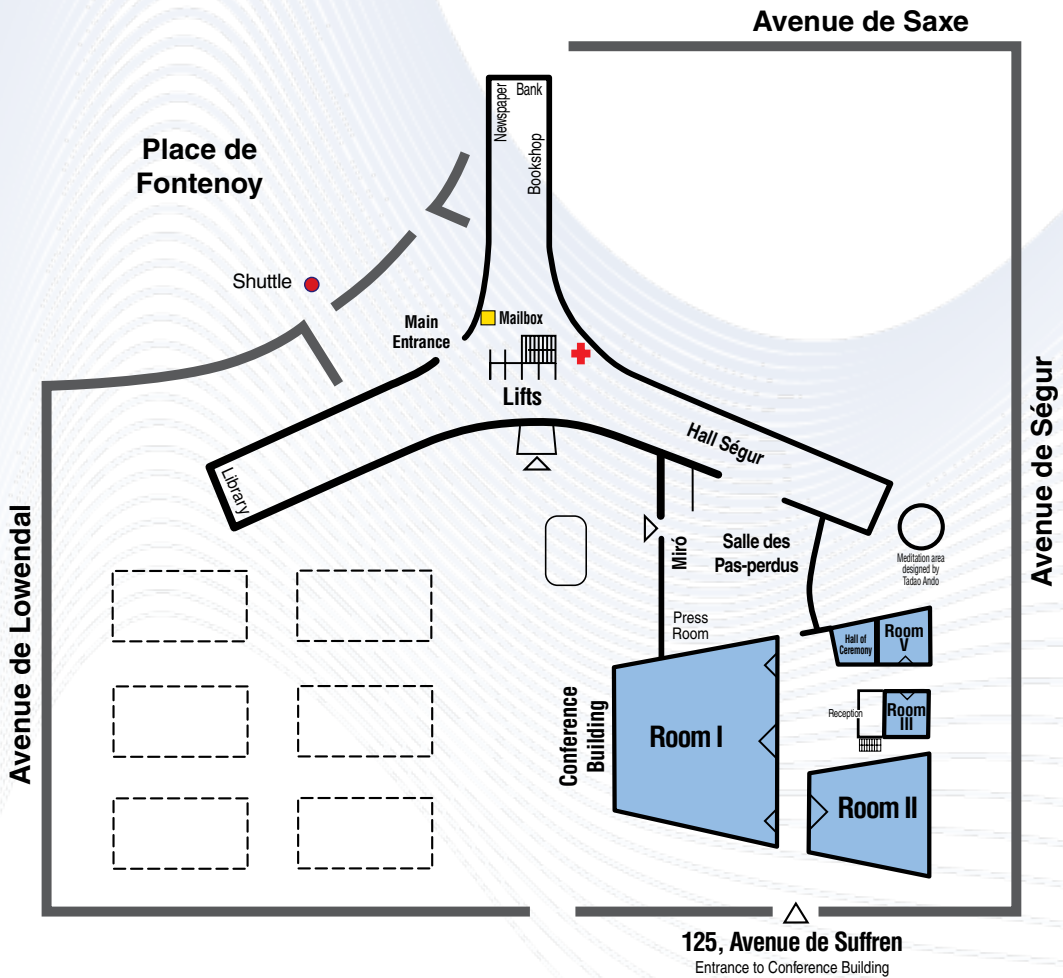 Avenue de Saxe
Newspaper
Bank
Bookshop
Place de
Fontenoy
Shuttle
Main
Entrance
Mailbox
Lifts
Hall Ségur
Library
Avenue de Ségur
Avenue de Lowendal
Miró
Salle des
Pas-perdus
Meditation area
designed by
Tadao Ando
Press
Room
Hall of
Ceremony
Room
V
Conference
Building
Room I
Reception
Room
III
Room II
125, Avenue de Suffren
Entrance to Conference Building